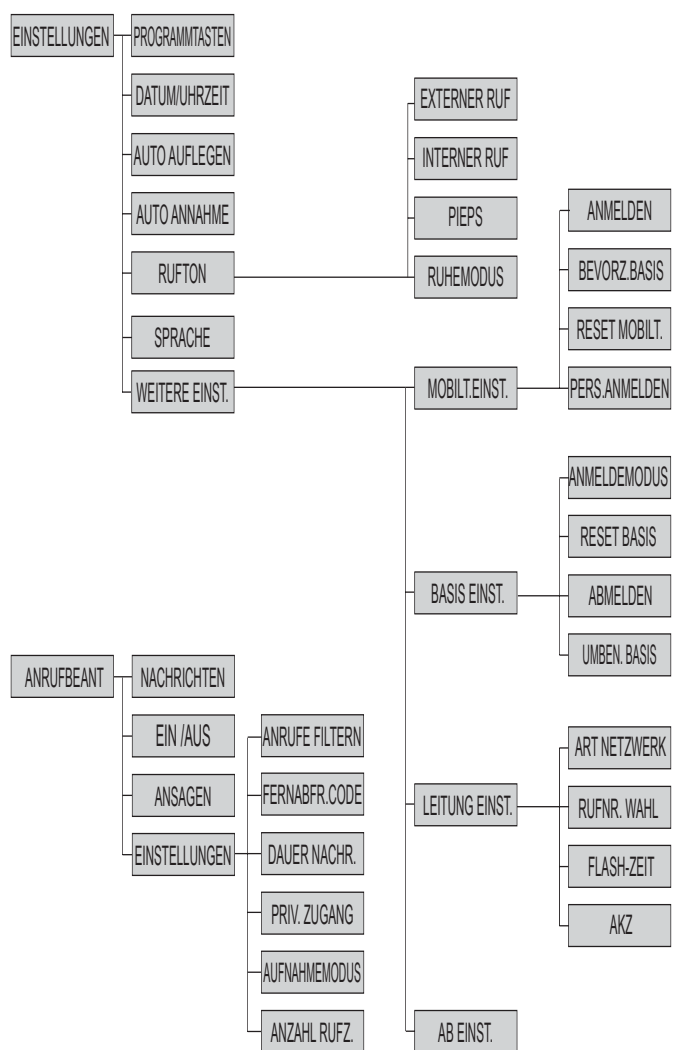 EINSTELLUNGEN
PROGRAMMTASTEN
DATUM/UHRZEIT
AUTO AUFLEGEN
AUTO ANNAHME
RUFTON
EXTERNER RUF
INTERNER RUF
PIEPS
RUHEMODUS
SPRACHE
WEITERE EINST.
MOBILT.EINST.
ANMELDEN
BEVORZ.BASIS
RESET MOBILT.
PERS.ANMELDEN
BASIS EINST.
ANMELDEMODUS
RESET BASIS
ABMELDEN
UMBEN. BASIS
LEITUNG EINST.
ART NETZWERK
RUFNR. WAHL
FLASH-ZEIT
AKZ
AB EINST.
ANRUFBEANT
NACHRICHTEN
EIN /AUS
ANSAGEN
EINSTELLUNGEN
ANRUFE FILTERN
FERNABFR.CODE
DAUER NACHR.
PRIV. ZUGANG
AUFNAHMEMODUS
ANZAHL RUFZ.